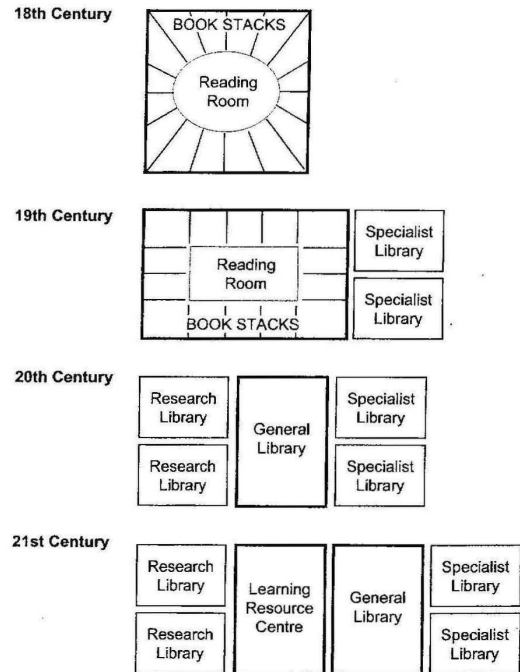 18th Century
BOOK STACKS
Reading
Room
19th Century
Reading
Room
BOOK STACKS
Specialist
Library
Specialist
Library
20th Century
Research
Library
Research
Library
General
Library
Specialist
Library
Specialist
Library
21st Century
Research
Library
Research
Library
Learning
Resource
Centre
General
Library
Specialist
Library
Specialist
Library